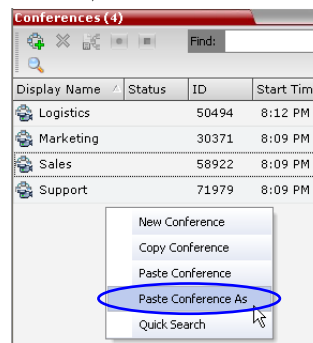 Conferences (4)
Find:
Display Name Status ID Start Tim
Logistics 50494 8:12 PM
Marketing 30371 8:09 PM
Sales 58922 8:09 PM
Support 71979 8:09 PM
New Conference
Copy Conference
Paste Conference
Paste Conference As
Quick Search